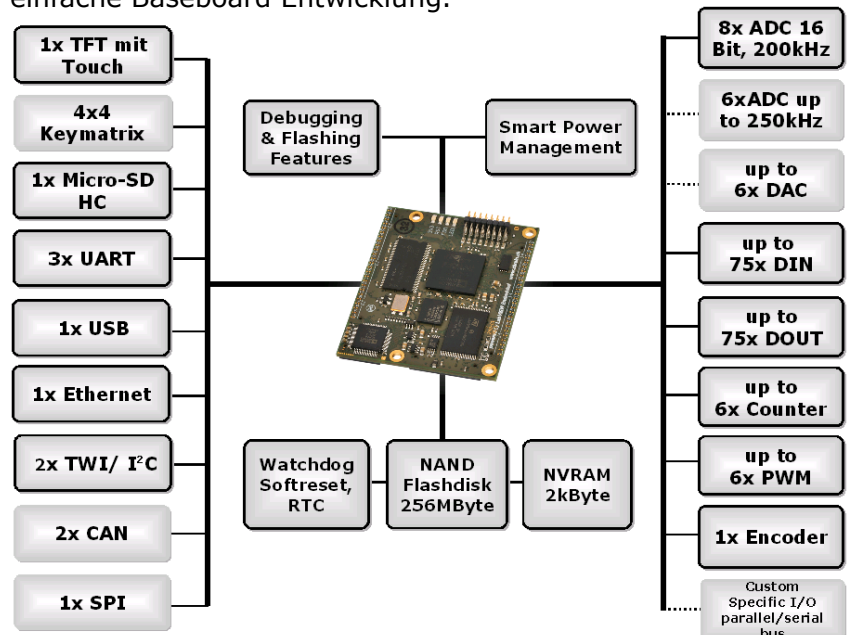 einfache Baseboard Entwicklung.
1x TFT mit
Touch
4x4
Keymatrix
1x Micro-SD
HC
3x UART
1x USB
1x Ethernet
2x TWI/ I²C
2x CAN
1x SPI
Debugging
& Flashing
Features
Smart Power
Management
Watchdog
Softreset,
RTC
NAND
Flashdisk
256MByte
NVRAM
2kByte
8x ADC 16
Bit, 200kHz
6xADC up
to 250kHz
up to
6x DAC
up to
75x DIN
up to
75x DOUT
up to
6x Counter
up to
6x PWM
1x Encoder
Custom
Specific I/O
parallel/serial
bus